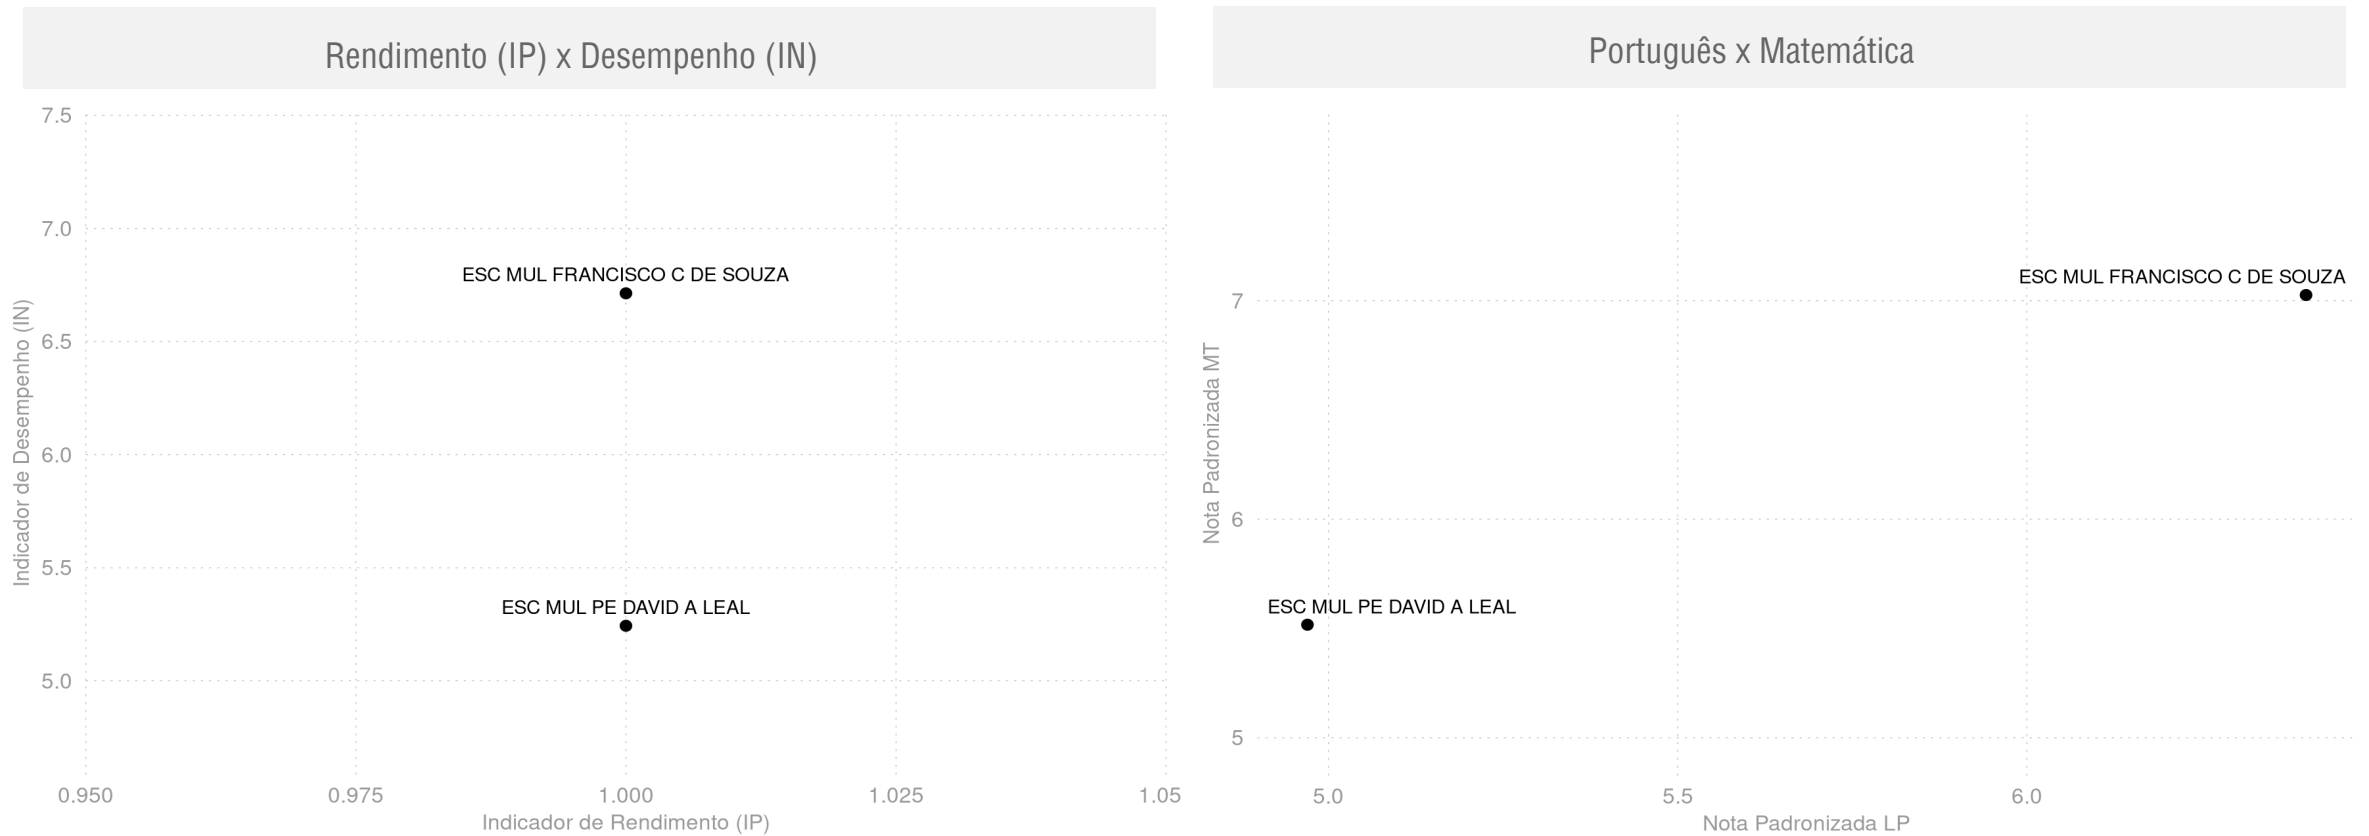 Rendimento (IP) x Desempenho (IN)
7.5
7.0
6.5
6.0
5.5
5.0
Indicador de Desempenho (IN)
ESC MUL FRANCISCO C DE SOUZA
ESC MUL PE DAVID A LEAL
0.950
0.975
1.000
1.025
1.05
Indicador de Rendimento (IP)
Português x Matemática
7
6
5
Nota Padronizada MT
ESC MUL FRANCISCO C DE SOUZA
ESC MUL PE DAVID A LEAL
5.0
5.5
6.0
Nota Padronizada LP